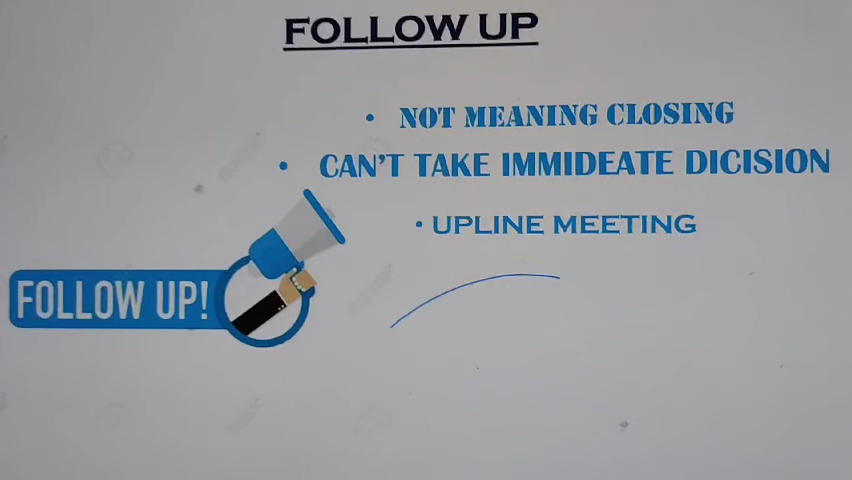 FOLLOW UP
• NOT MEANING CLOSING
• CAN'T TAKE IMMIDEATE DICISION
• UPLINE MEETING
FOLLOW UP!